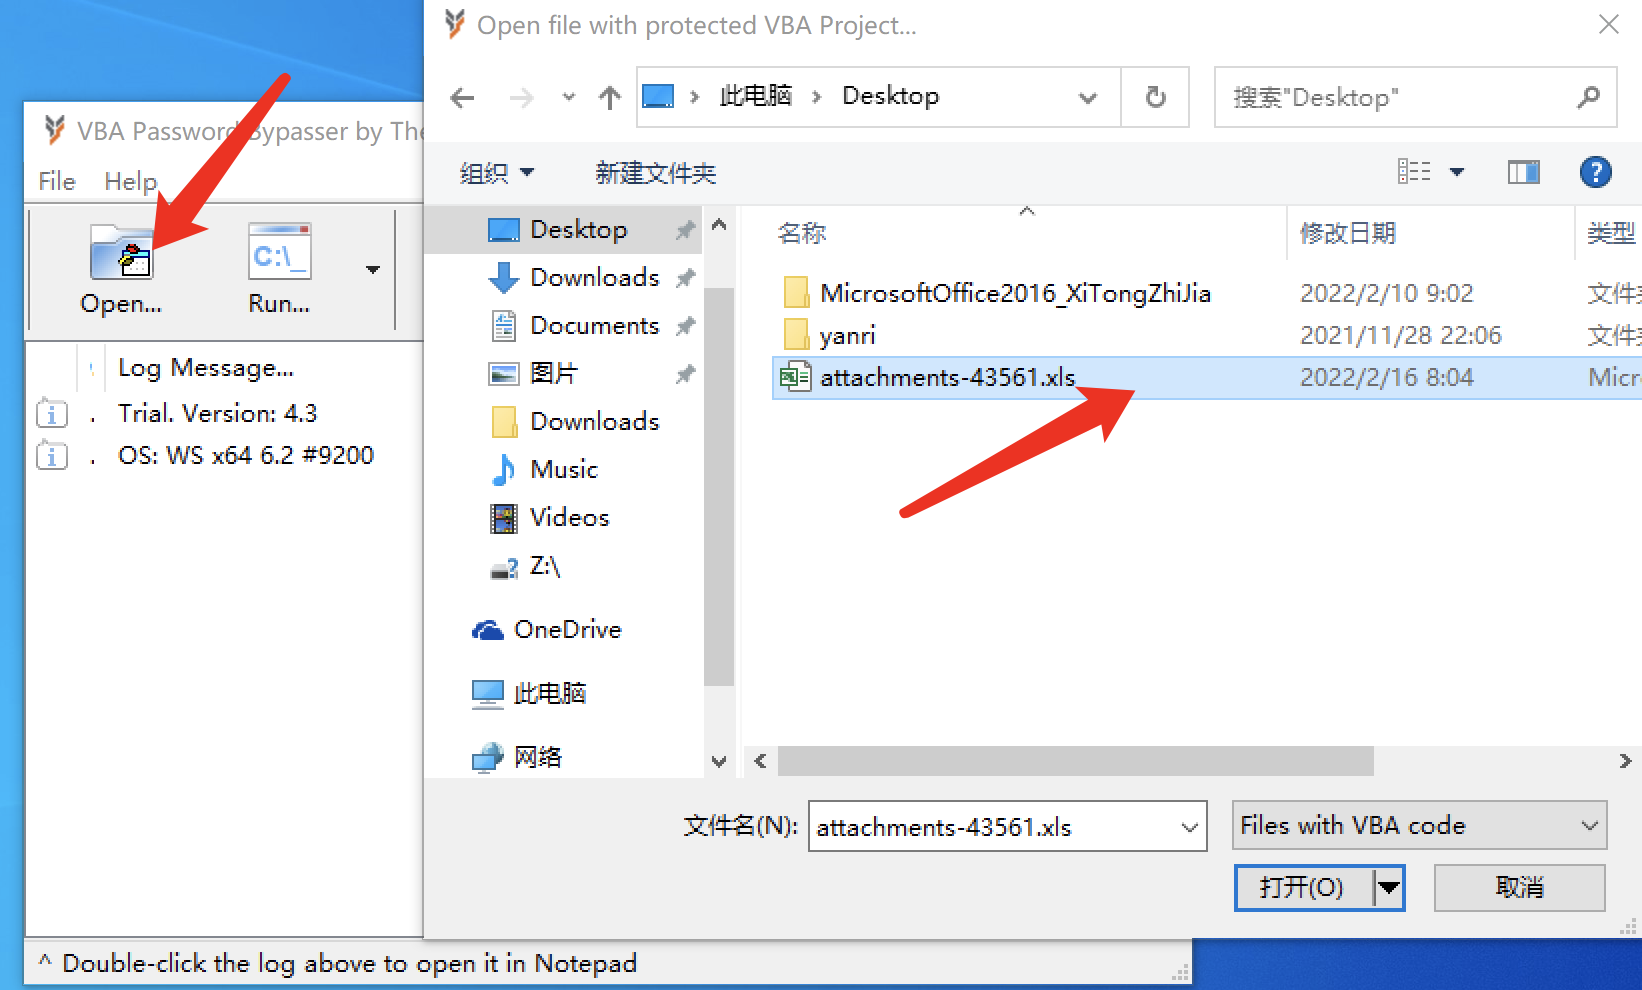 Open file with protected VBA Project...
此电脑 Desktop
搜索"Desktop"
VBA Password Bypasser by The
File Help
组织 新建文件夹
Open... Run...
C:\_
Log Message...
. Trial. Version: 4.3
. OS: WS x64 6.2 #9200
Desktop
Downloads
Documents
图片
Downloads
Music
Videos
Z:\
OneDrive
此电脑
网络
名称 修改日期 类型
MicrosoftOffice2016_XiTongZhiJia 2022/2/10 9:02 文件
yanri 2021/11/28 22:06 文件
attachments-43561.xls 2022/2/16 8:04 Micr
文件名(N): attachments-43561.xls Files with VBA code
打开(O) 取消
^ Double-click the log above to open it in Notepad